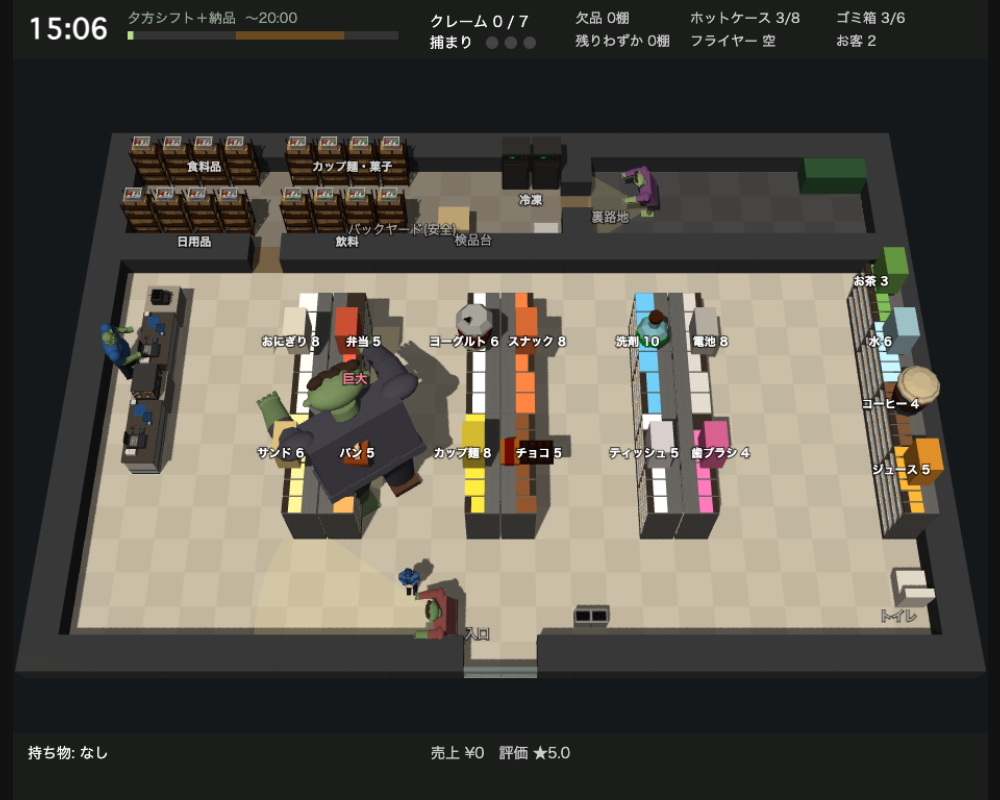 15:06
夕方シフト＋納品　～20:00
クレーム 0 / 7
捕まり
欠品 0棚
残りわずか 0棚
ホットケース 3/8
フライヤー 空
ゴミ箱 3/6
お客 2
食料品
カップ麺・菓子
冷凍
裏路地
バックヤード(安全)
検品台
日用品
飲料
お茶 3
おにぎり 8
弁当 5
ヨーグルト 6
スナック 8
洗剤 10
電池 8
水 6
巨大
コーヒー 4
サンド 6
パン 5
カップ麺 8
チョコ 5
ティッシュ 5
歯ブラシ 4
ジュース 5
トイレ
入口
持ち物: なし
売上 ¥0　評価 ★5.0